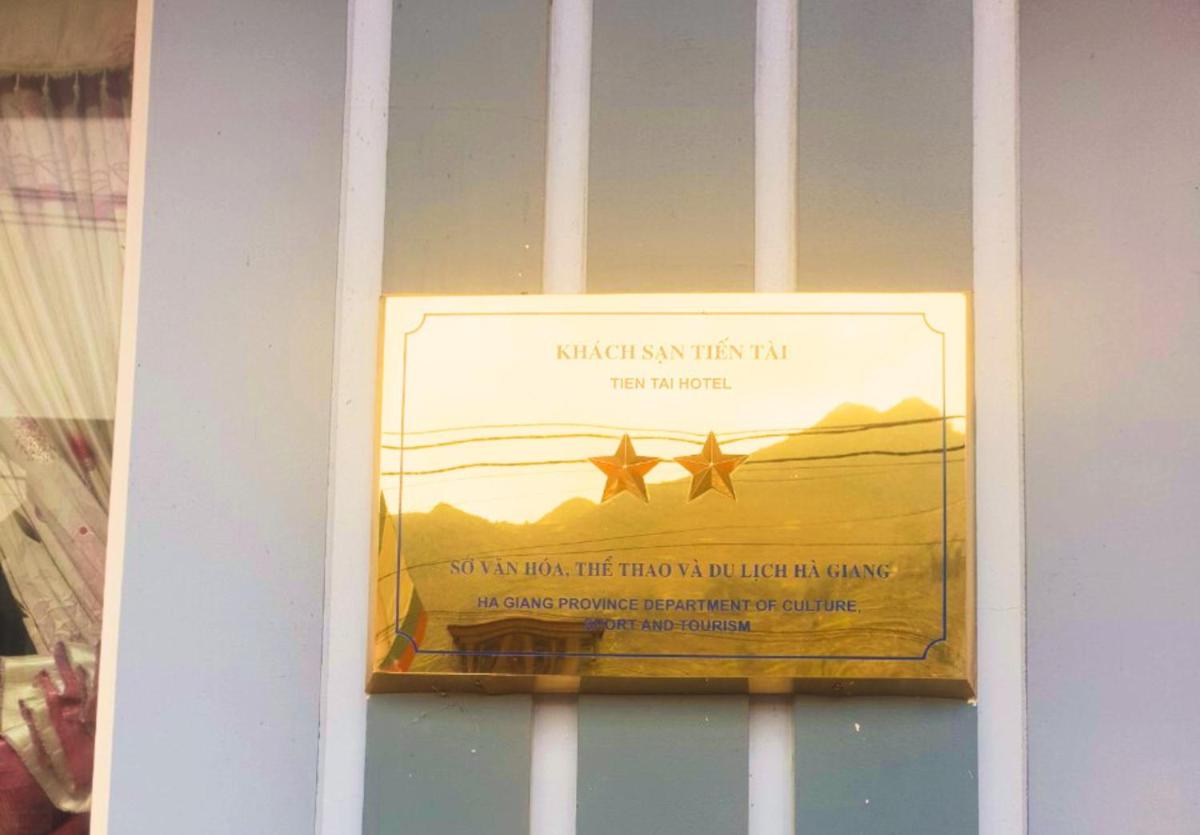 KHÁCH SẠN TIẾN TÀI
TIEN TAI HOTEL
SỞ VĂN HÓA, THỂ THAO VÀ DU LỊCH HÀ GIANG
HA GIANG PROVINCE DEPARTMENT OF CULTURE,
SPORT AND TOURISM